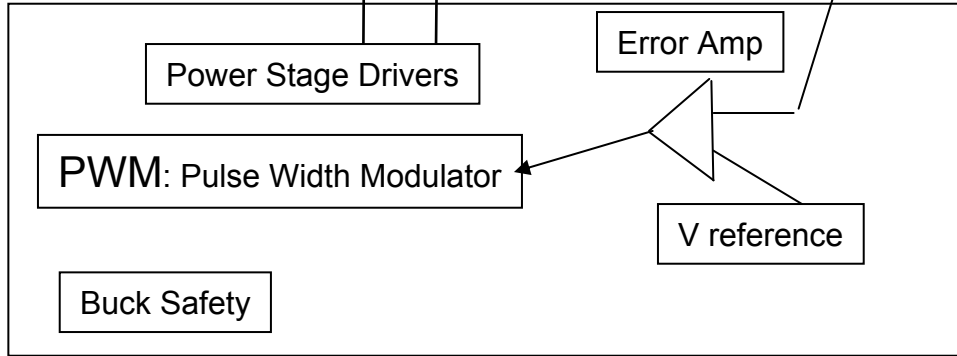 Error Amp
Power Stage Drivers
PWM: Pulse Width Modulator
V reference
Buck Safety